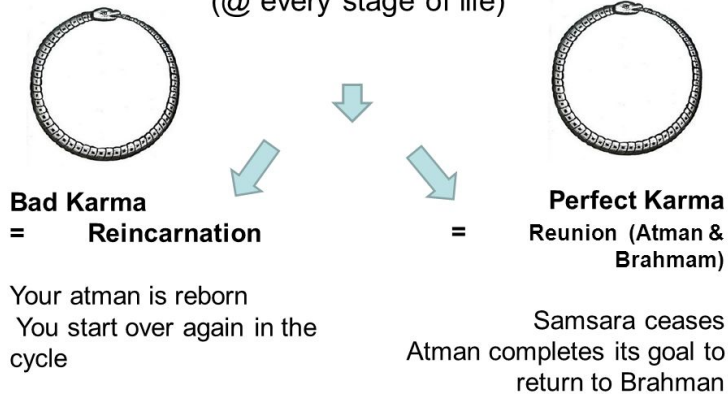 (@ every stage of life)
Bad Karma
= Reincarnation
Your atman is reborn
You start over again in the
cycle
Perfect Karma
= Reunion (Atman &
Brahmam)
Samsara ceases
Atman completes its goal to
return to Brahman